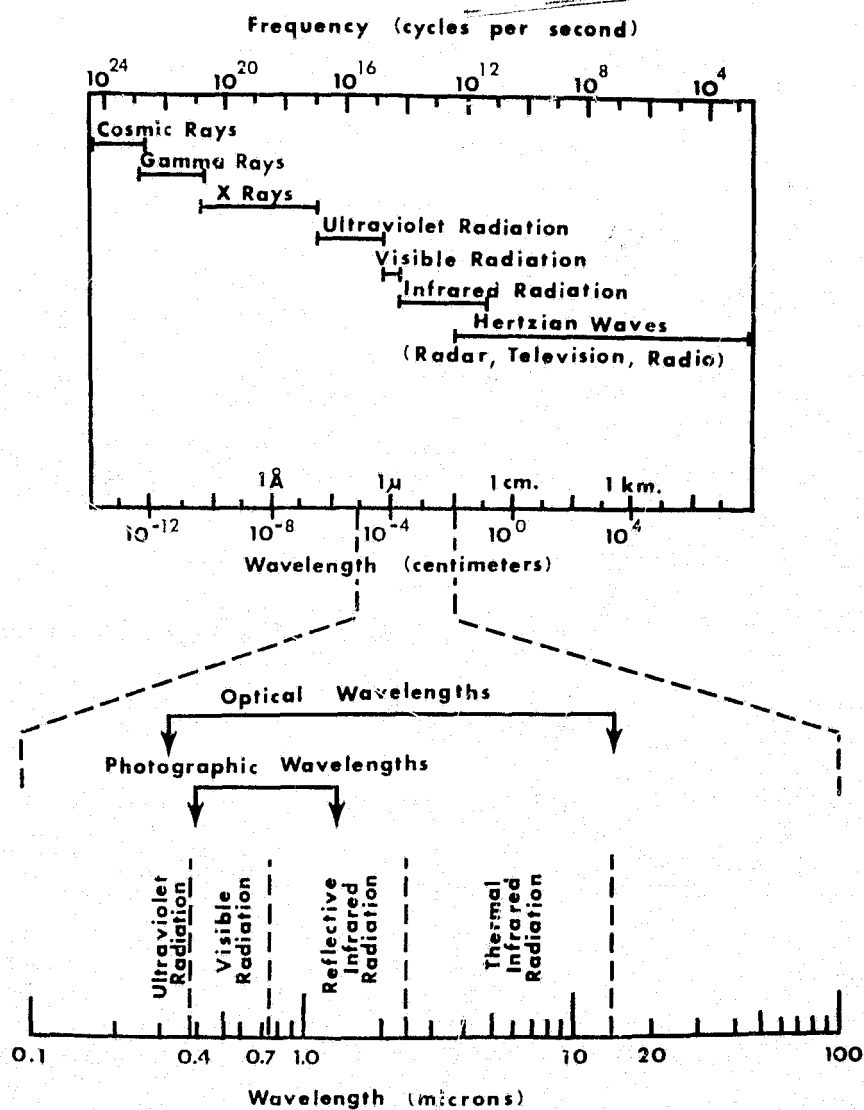 Frequency (cycles per second)
10^24 10^20 10^16 10^12 10^8 10^4
Cosmic Rays
Gamma Rays
X Rays
Ultraviolet Radiation
Visible Radiation
Infrared Radiation
Hertzian Waves
(Radar, Television, Radio)
1Å 1μ 1 cm. 1 km.
10^-12 10^-8 10^-4 10^0 10^4
Wavelength (centimeters)
Optical Wavelengths
Photographic Wavelengths
Ultraviolet
Radiation
Visible
Radiation
Reflective
Infrared
Radiation
Thermal
Infrared
Radiation
0.1 0.4 0.7 1.0 10 20 100
Wavelength (microns)